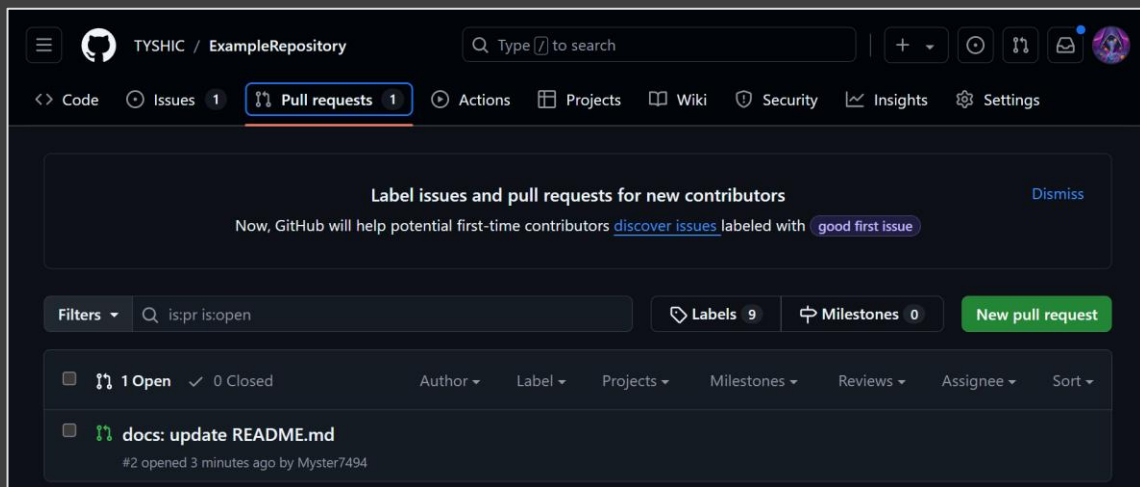 TYSHIC / ExampleRepository
Type / to search
Code Issues 1 Pull requests 1 Actions Projects Wiki Security Insights Settings
Label issues and pull requests for new contributors
Dismiss
Now, GitHub will help potential first-time contributors discover issues labeled with good first issue
Filters is:pr is:open Labels 9 Milestones 0 New pull request
1 Open 0 Closed Author Label Projects Milestones Reviews Assignee Sort
docs: update README.md
#2 opened 3 minutes ago by Myster7494